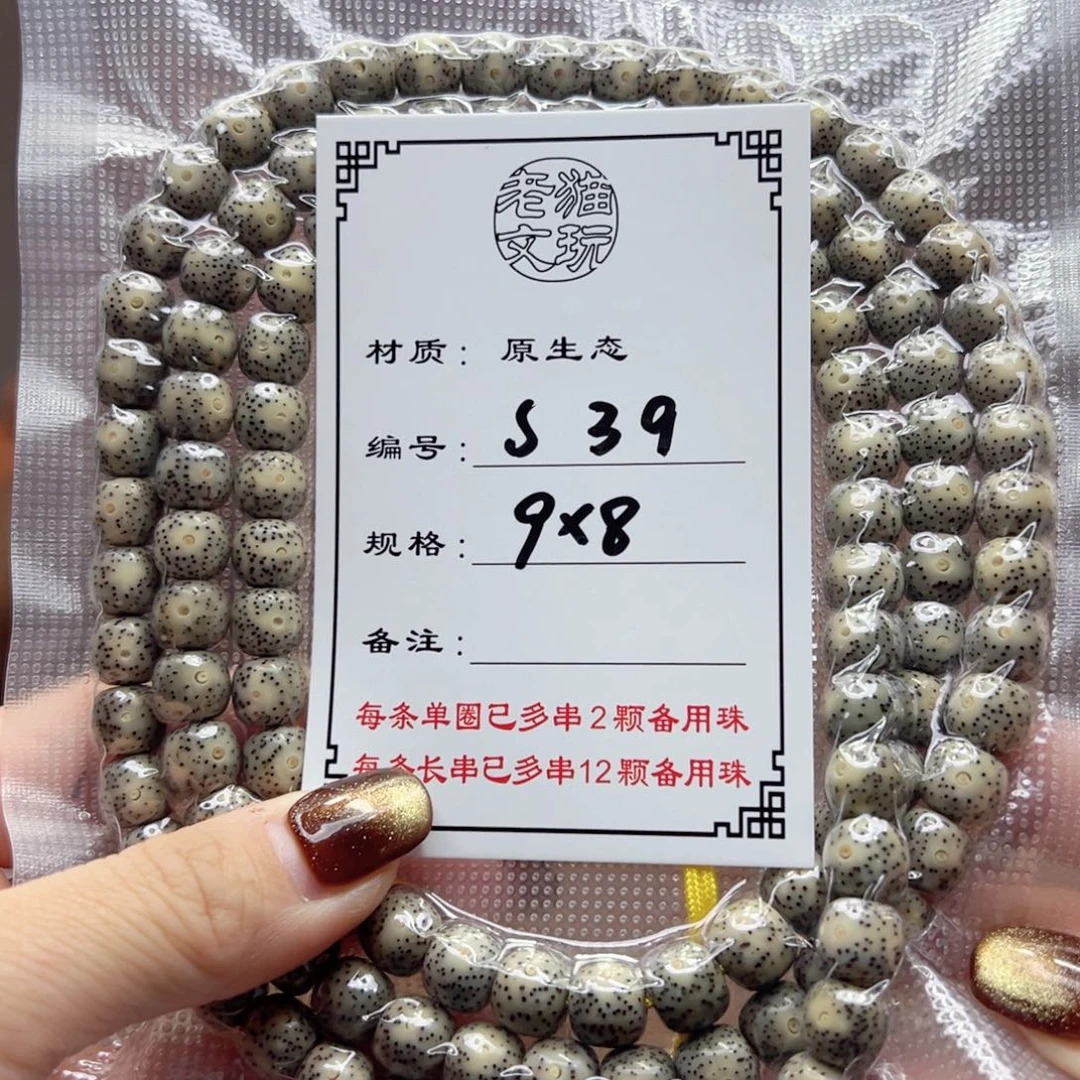 老猫
文玩
材质: 原生态
编号: S 39
规格: 9x8
备注:
每条单圈已多串2颗备用珠
每条长串已多串12颗备用珠